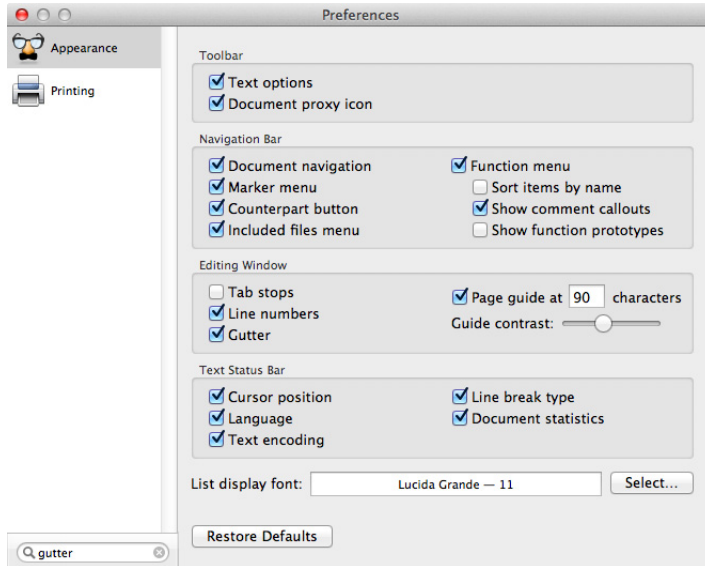 Preferences
Appearance
Printing
Toolbar
Text options
Document proxy icon
Navigation Bar
Document navigation
Marker menu
Counterpart button
Included files menu
Function menu
Sort items by name
Show comment callouts
Show function prototypes
Editing Window
Tab stops
Line numbers
Gutter
Page guide at 90 characters
Guide contrast:
Text Status Bar
Cursor position
Language
Text encoding
Line break type
Document statistics
List display font: Lucida Grande — 11 Select...
Restore Defaults
gutter